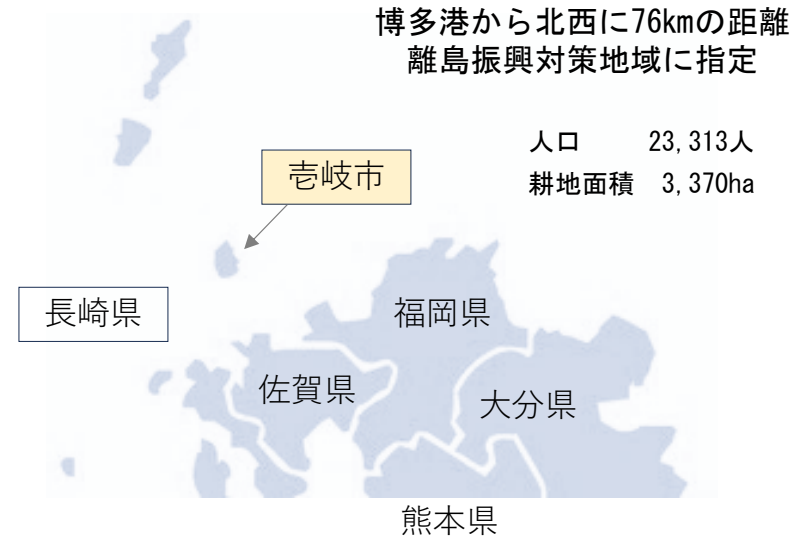 博多港から北西に76kmの距離
離島振興対策地域に指定
人口 23,313人
耕地面積 3,370ha
壱岐市
長崎県
福岡県
佐賀県
大分県
熊本県